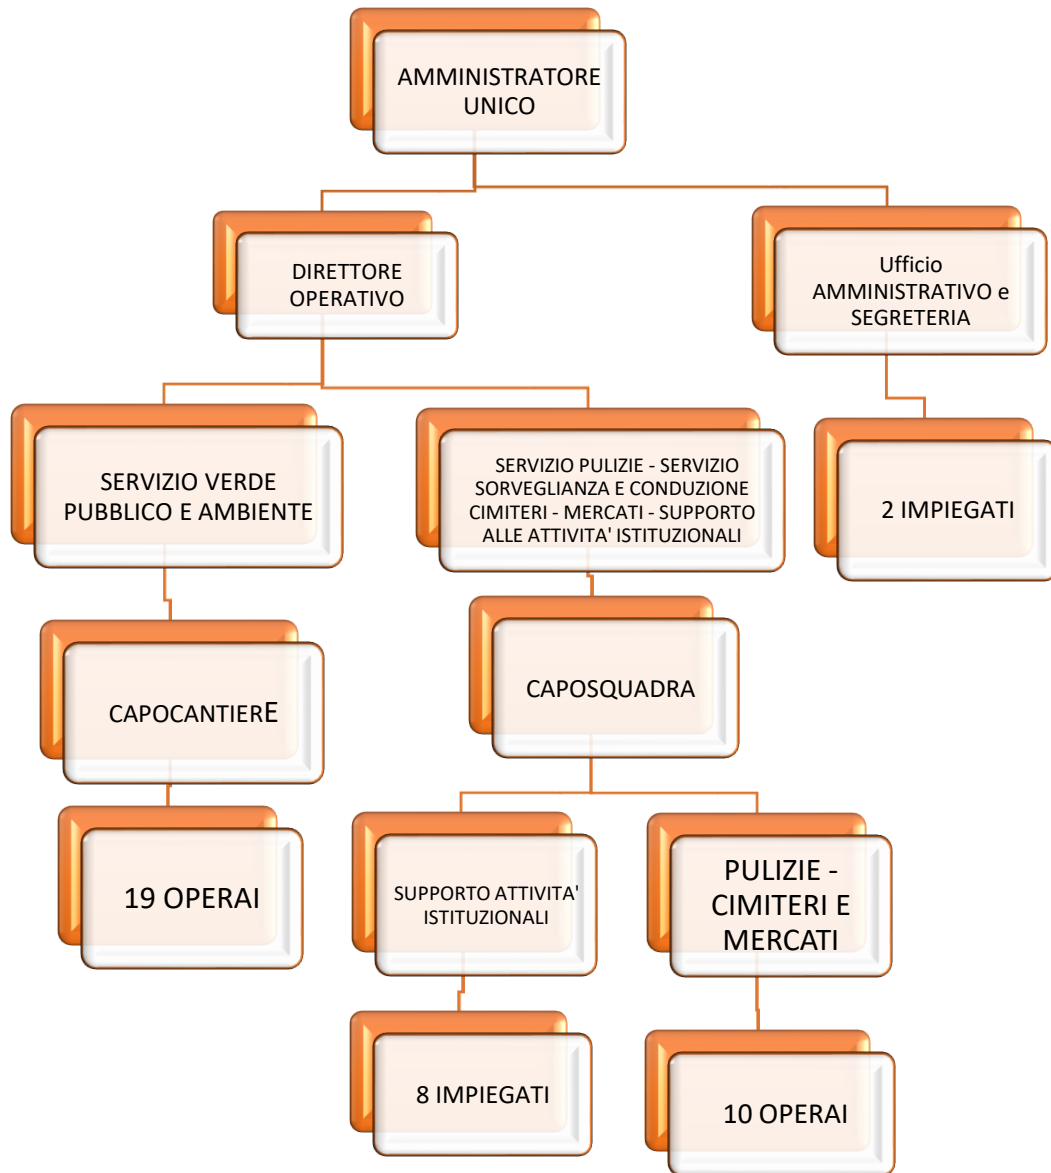 AMMINISTRATORE
UNICO
DIRETTORE
OPERATIVO
Ufficio
AMMINISTRATIVO e
SEGRETERIA
SERVIZIO VERDE
PUBBLICO E AMBIENTE
SERVIZIO PULIZIE - SERVIZIO
SORVEGLIANZA E CONDUZIONE
CIMITERI - MERCATI - SUPPORTO
ALLE ATTIVITA' ISTITUZIONALI
2 IMPIEGATI
CAPOCANTIERE
CAPOSQUADRA
19 OPERAI
SUPPORTO ATTIVITA'
ISTITUZIONALI
PULIZIE -
CIMITERI E
MERCATI
8 IMPIEGATI
10 OPERAI